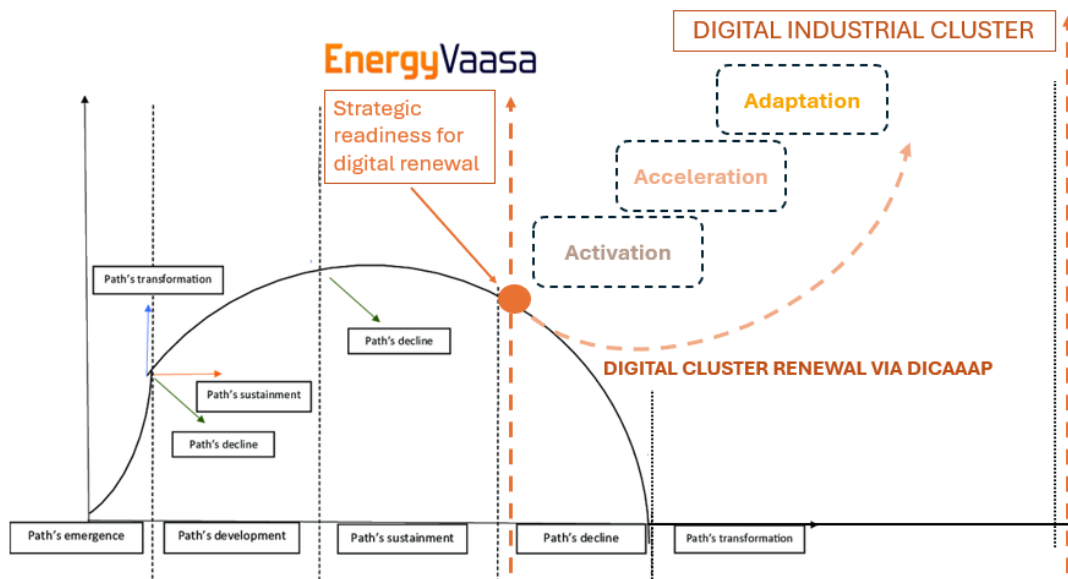 DIGITAL INDUSTRIAL CLUSTER
EnergyVaasa
Strategic
readiness for
digital renewal
Adaptation
Acceleration
Activation
Path's transformation
Path's decline
Path's sustainment
Path's decline
DIGITAL CLUSTER RENEWAL VIA DICAAAP
Path's emergence
Path's development
Path's sustainment
Path's decline
Path's transformation